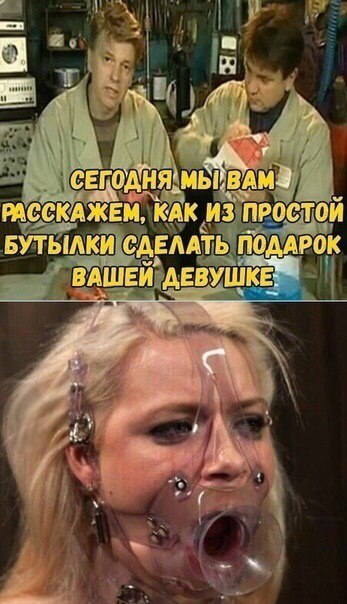 СЕГОДНЯ МЫ ВАМ
РАССКАЖЕМ, КАК ИЗ ПРОСТОЙ
БУТЫЛКИ СДЕЛАТЬ ПОДАРОК
ВАШЕЙ ДЕВУШКЕ